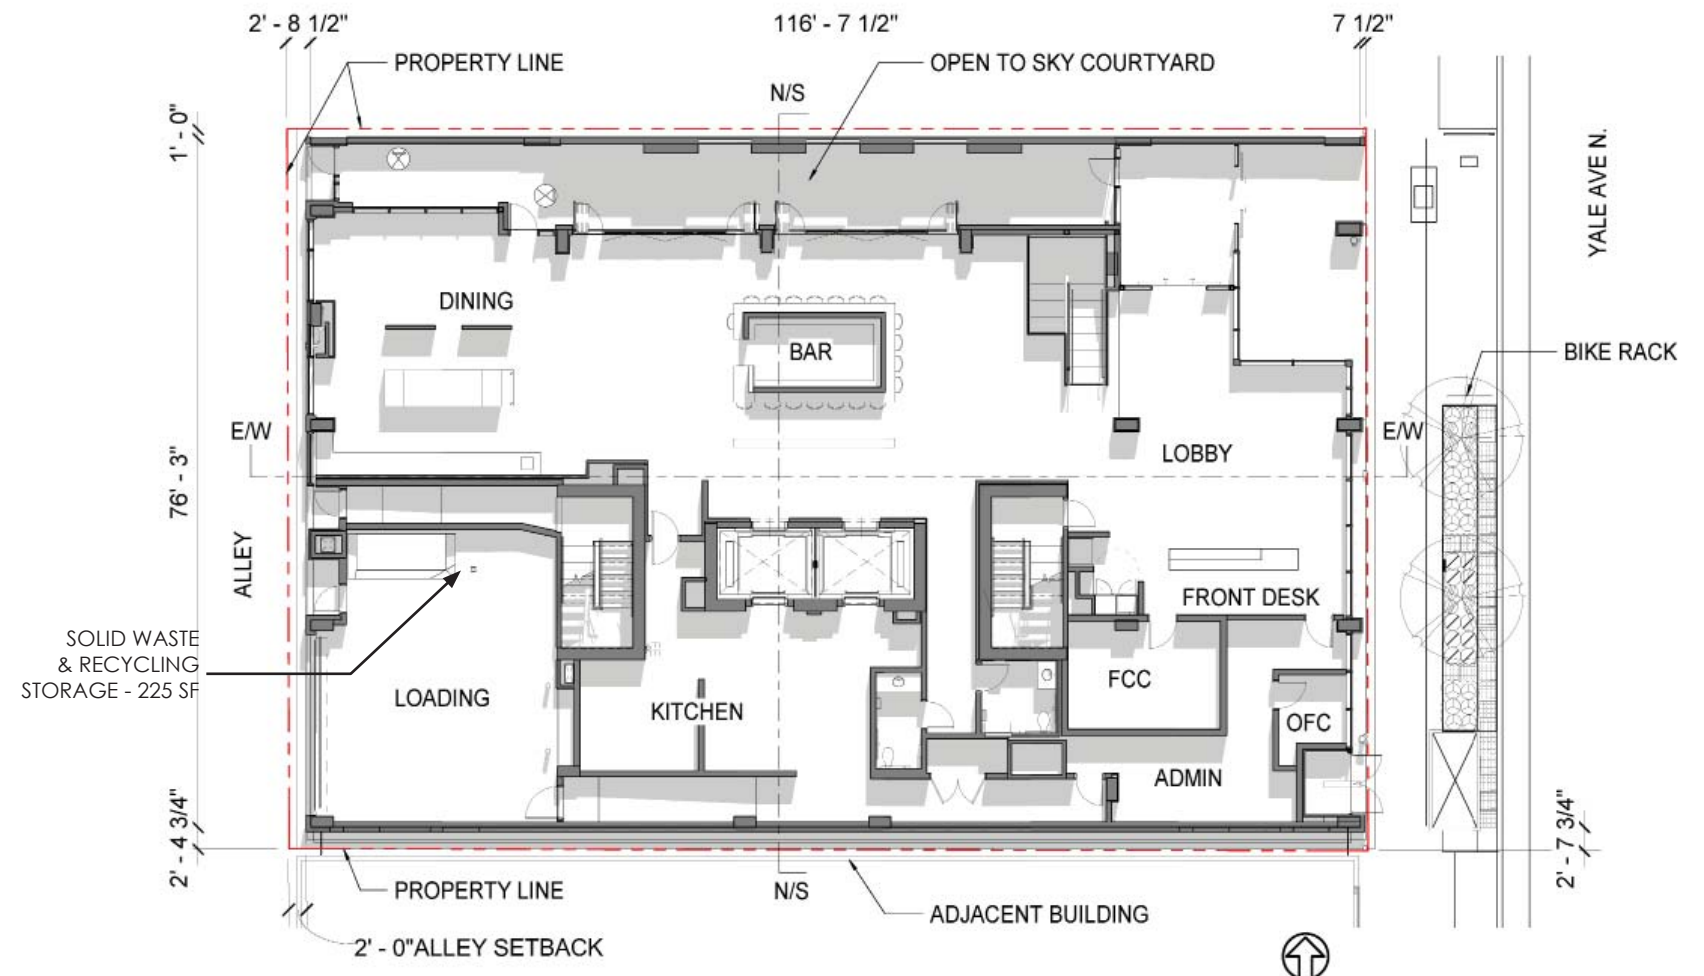 2' - 8 1/2"
116' - 7 1/2"
7 1/2"
PROPERTY LINE
OPEN TO SKY COURTYARD
N/S
1' - 0"
YALE AVE N.
DINING
BAR
BIKE RACK
E/W
E/W
LOBBY
76' - 3"
ALLEY
FRONT DESK
SOLID WASTE
& RECYCLING
STORAGE - 225 SF
LOADING
KITCHEN
FCC
OFC
ADMIN
2' - 4 3/4"
2' - 7 3/4"
PROPERTY LINE
N/S
ADJACENT BUILDING
2' - 0"ALLEY SETBACK